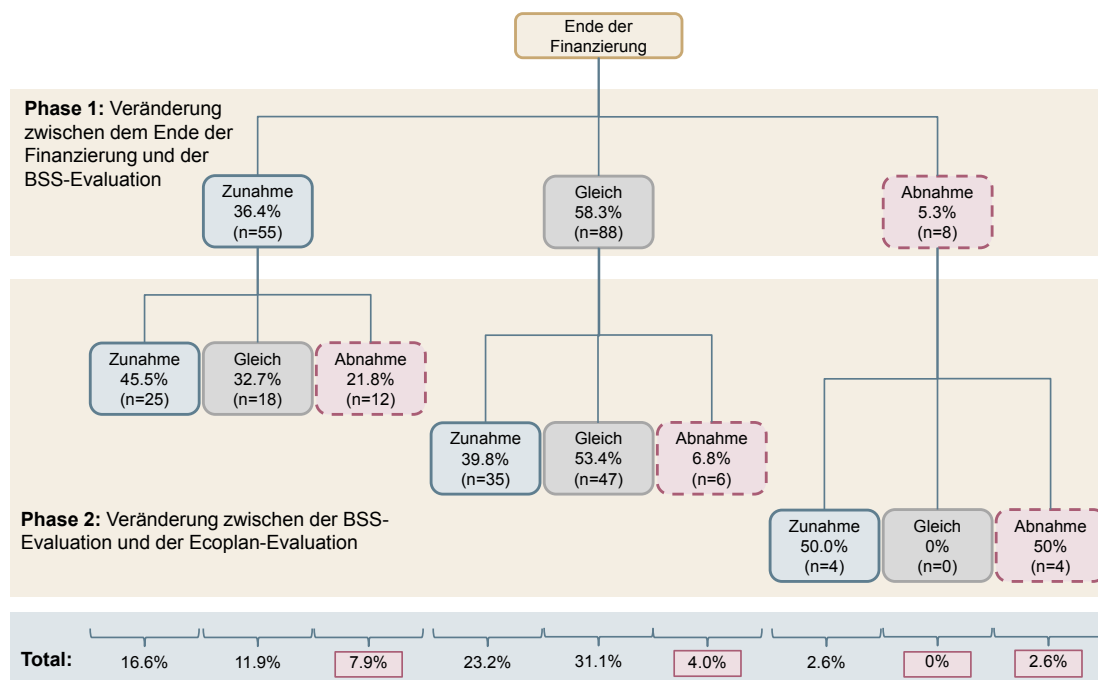 Ende der
Finanzierung
Phase 1: Veränderung
zwischen dem Ende der
Finanzierung und der
BSS-Evaluation
Zunahme
36.4%
(n=55)
Gleich
58.3%
(n=88)
Abnahme
5.3%
(n=8)
Zunahme
45.5%
(n=25)
Gleich
32.7%
(n=18)
Abnahme
21.8%
(n=12)
Zunahme
39.8%
(n=35)
Gleich
53.4%
(n=47)
Abnahme
6.8%
(n=6)
Phase 2: Veränderung zwischen der BSS-
Evaluation und der Ecoplan-Evaluation
Zunahme
50.0%
(n=4)
Gleich
0%
(n=0)
Abnahme
50%
(n=4)
Total: 16.6% 11.9% 7.9% 23.2% 31.1% 4.0% 2.6% 0% 2.6%